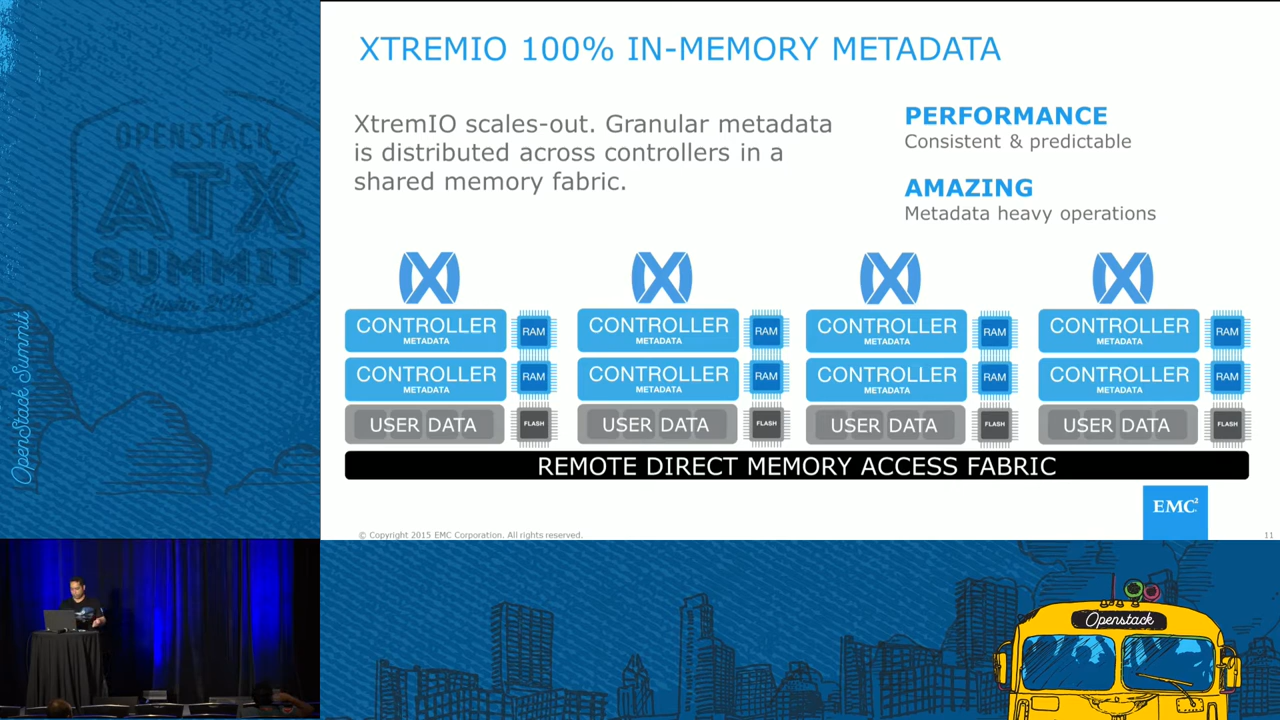 XTREMIO 100% IN-MEMORY METADATA
XtremIO scales-out. Granular metadata
is distributed across controllers in a
shared memory fabric.
PERFORMANCE
Consistent & predictable
AMAZING
Metadata heavy operations
CONTROLLER
METADATA
RAM
CONTROLLER
METADATA
RAM
CONTROLLER
METADATA
RAM
CONTROLLER
METADATA
RAM
CONTROLLER
METADATA
RAM
CONTROLLER
METADATA
RAM
CONTROLLER
METADATA
RAM
CONTROLLER
METADATA
RAM
USER DATA
FLASH
USER DATA
FLASH
USER DATA
FLASH
USER DATA
FLASH
REMOTE DIRECT MEMORY ACCESS FABRIC
EMC²
© Copyright 2015 EMC Corporation. All rights reserved.
11
OPENSTACK
ATX
SUMMIT
Austin
OpenStack Summit
Openstack